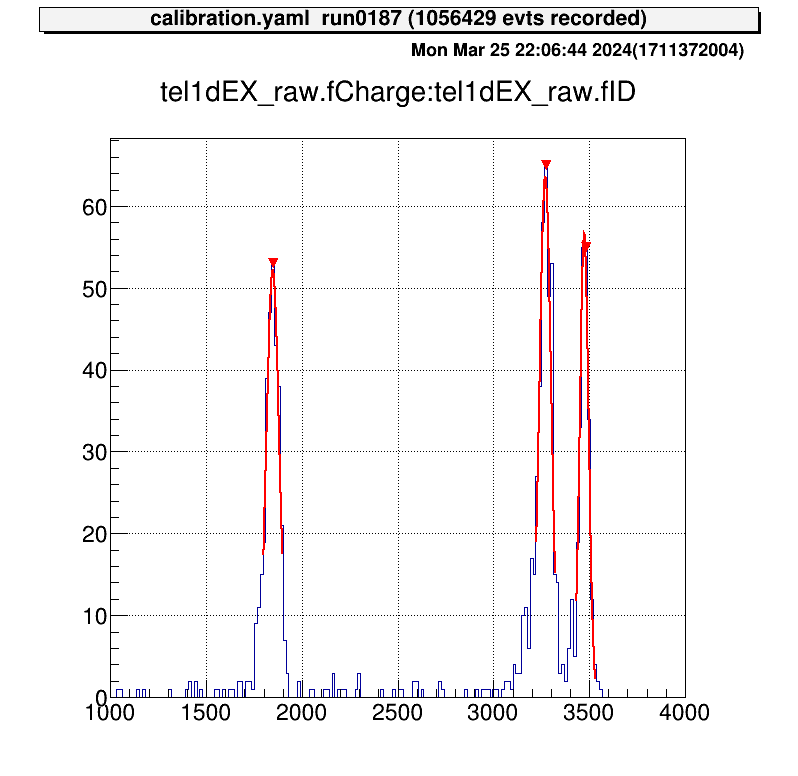 calibration.yaml  run0187 (1056429 evts recorded)
Mon Mar 25 22:06:44 2024(1711372004)
tel1dEX_raw.fCharge:tel1dEX_raw.fID
60
50
40
30
20
10
0
1000 1500 2000 2500 3000 3500 4000